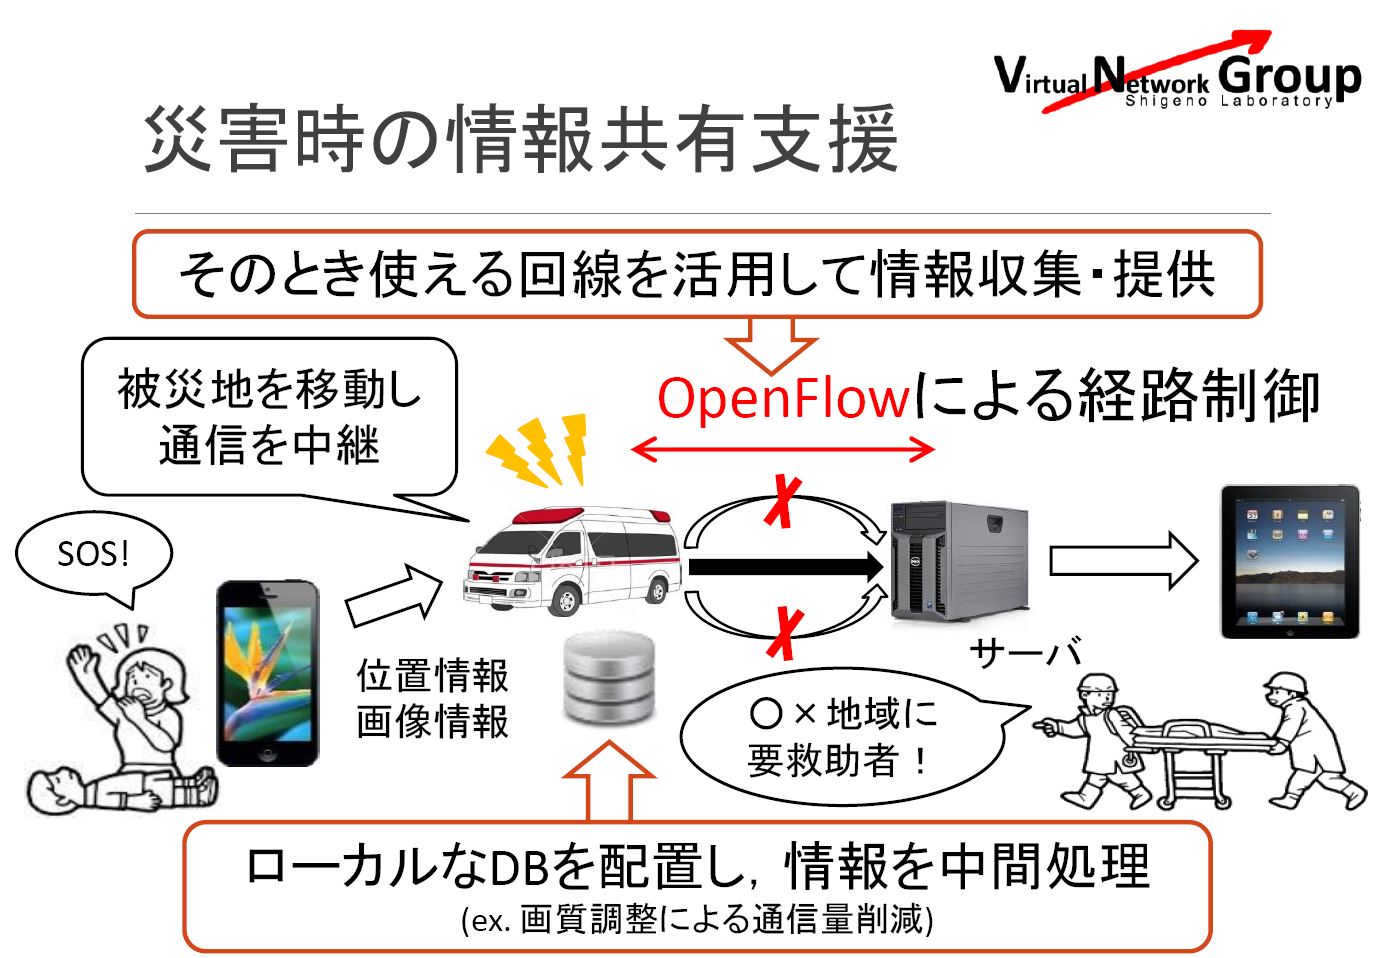 Virtual Network Group
Shigeno Laboratory
災害時の情報共有支援
そのとき使える回線を活用して情報収集・提供
被災地を移動し
通信を中継
OpenFlowによる経路制御
SOS!
位置情報
画像情報
サーバ
〇×地域に
要救助者！
ローカルなDBを配置し，情報を中間処理
(ex. 画質調整による通信量削減)